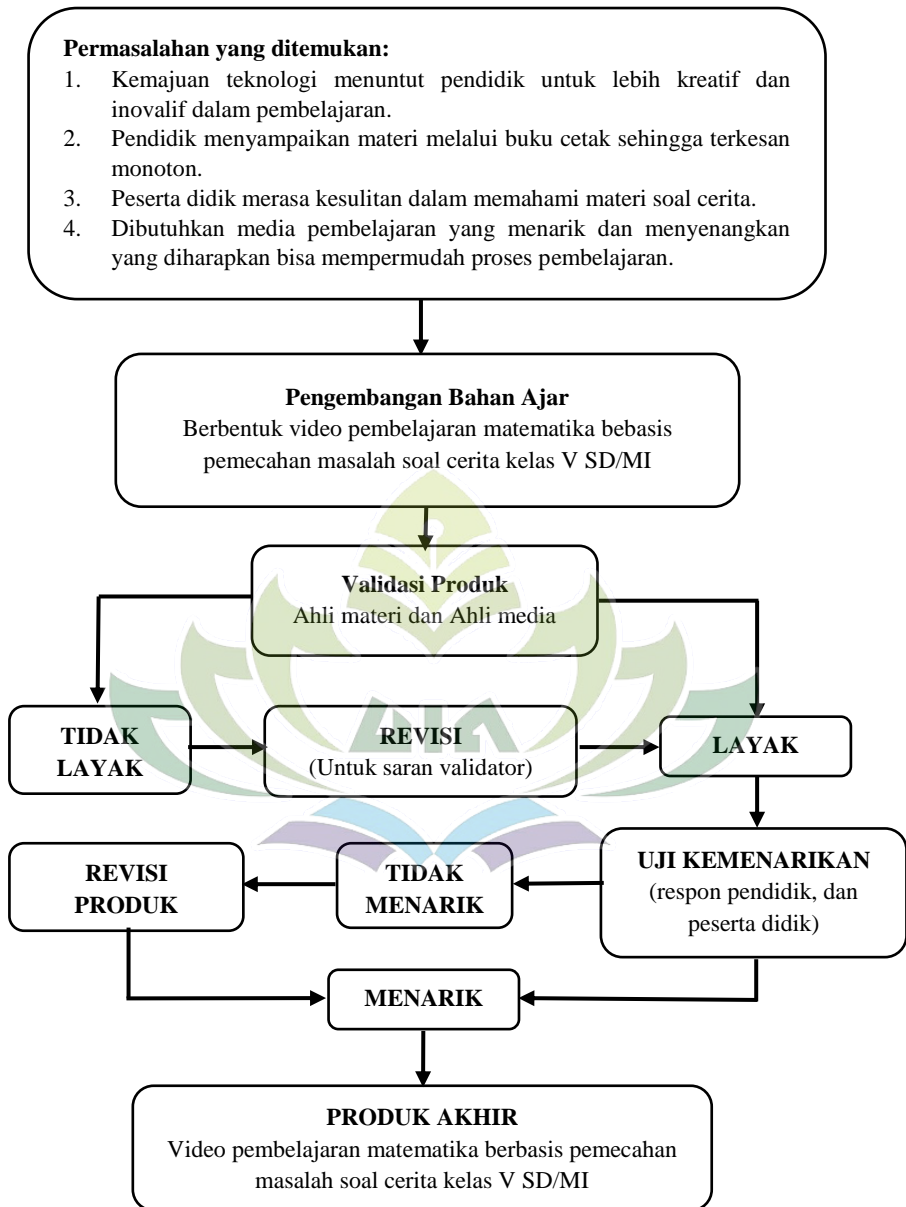 Permasalahan yang ditemukan:
1. Kemajuan teknologi menuntut pendidik untuk lebih kreatif dan
inovalif dalam pembelajaran.
2. Pendidik menyampaikan materi melalui buku cetak sehingga terkesan
monoton.
3. Peserta didik merasa kesulitan dalam memahami materi soal cerita.
4. Dibutuhkan media pembelajaran yang menarik dan menyenangkan
yang diharapkan bisa mempermudah proses pembelajaran.
Pengembangan Bahan Ajar
Berbentuk video pembelajaran matematika bebasis
pemecahan masalah soal cerita kelas V SD/MI
Validasi Produk
Ahli materi dan Ahli media
TIDAK
LAYAK
REVISI
(Untuk saran validator)
LAYAK
UJI KEMENARIKAN
(respon pendidik, dan
peserta didik)
TIDAK
MENARIK
REVISI
PRODUK
MENARIK
PRODUK AKHIR
Video pembelajaran matematika berbasis pemecahan
masalah soal cerita kelas V SD/MI